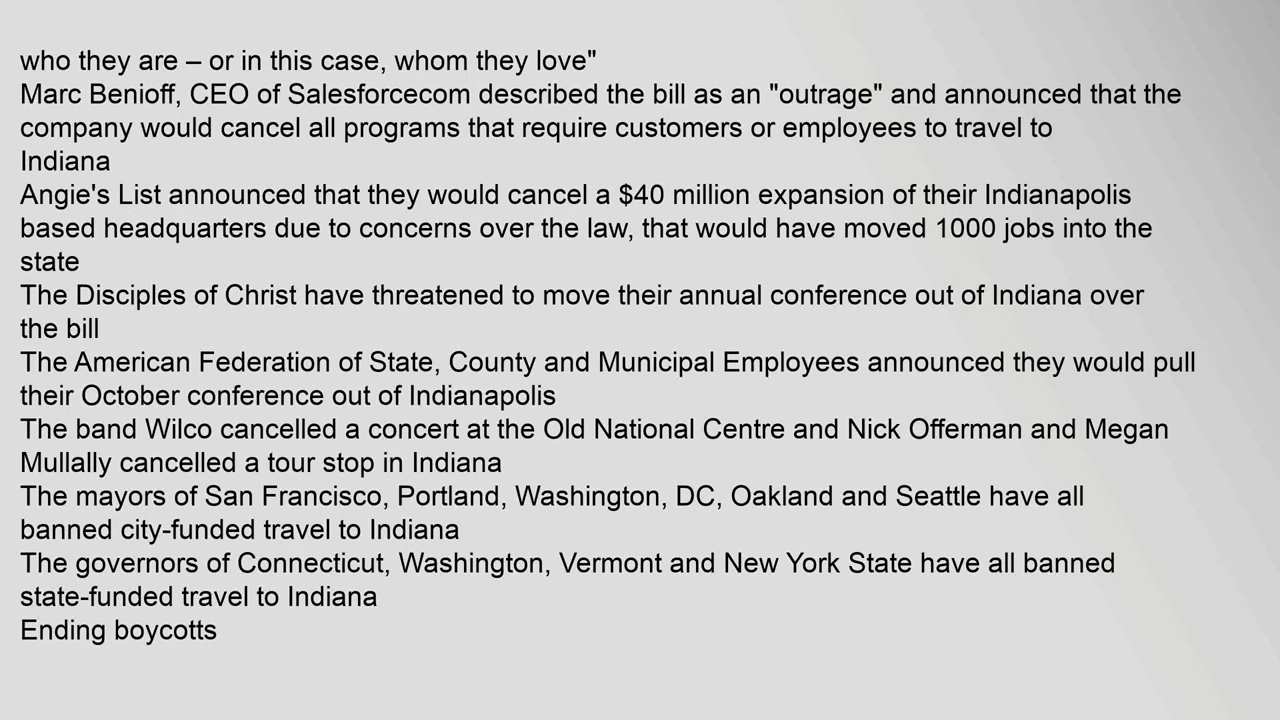 who they are – or in this case, whom they love"
Marc Benioff, CEO of Salesforcecom described the bill as an "outrage" and announced that the
company would cancel all programs that require customers or employees to travel to
Indiana
Angie's List announced that they would cancel a $40 million expansion of their Indianapolis
based headquarters due to concerns over the law, that would have moved 1000 jobs into the
state
The Disciples of Christ have threatened to move their annual conference out of Indiana over
the bill
The American Federation of State, County and Municipal Employees announced they would pull
their October conference out of Indianapolis
The band Wilco cancelled a concert at the Old National Centre and Nick Offerman and Megan
Mullally cancelled a tour stop in Indiana
The mayors of San Francisco, Portland, Washington, DC, Oakland and Seattle have all
banned city-funded travel to Indiana
The governors of Connecticut, Washington, Vermont and New York State have all banned
state-funded travel to Indiana
Ending boycotts